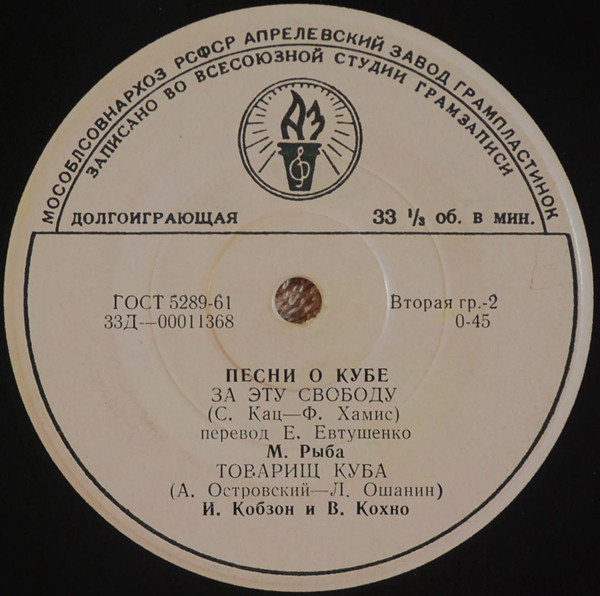 МОСОБЛСОВНАРХОЗ РСФСР АПРЕЛЕВСКИЙ ЗАВОД ГРАМПЛАСТИНОК
ЗАПИСАНО ВО ВСЕСОЮЗНОЙ СТУДИИ ГРАМЗАПИСИ
АЗ
ДОЛГОИГРАЮЩАЯ 33 1/3 об. в мин.
ГОСТ 5289-61 Вторая гр.-2
33Д—00011368 0-45
ПЕСНИ О КУБЕ
ЗА ЭТУ СВОБОДУ
(С. Кац—Ф. Хамис)
перевод Е. Евтушенко
М. Рыба
ТОВАРИЩ КУБА
(А. Островский—Л. Ошанин)
И. Кобзон и В. Кохно